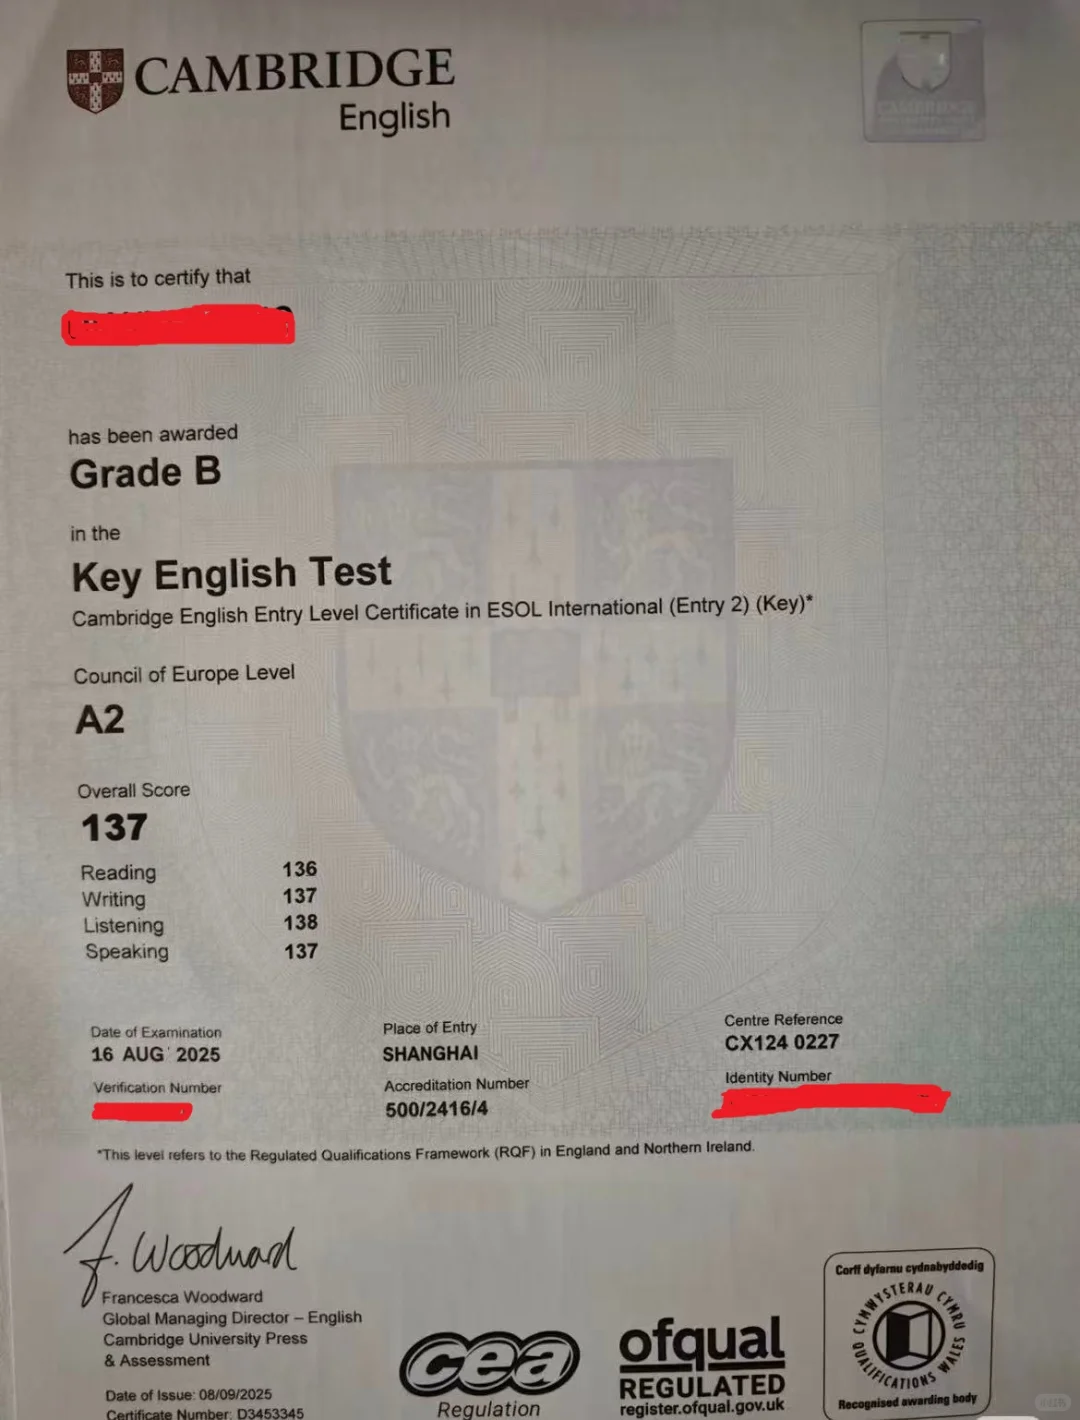 CAMBRIDGE
English
CAMBRIDGE
This is to certify that
has been awarded
Grade B
in the
Key English Test
Cambridge English Entry Level Certificate in ESOL International (Entry 2) (Key)*
Council of Europe Level
A2
Overall Score
137
Reading 136
Writing 137
Listening 138
Speaking 137
Date of Examination
16 AUG 2025
Place of Entry
SHANGHAI
Centre Reference
CX124 0227
Verification Number
Accreditation Number
500/2416/4
Identity Number
*This level refers to the Regulated Qualifications Framework (RQF) in England and Northern Ireland.
F. Woodward
Francesca Woodward
Global Managing Director – English
Cambridge University Press
& Assessment
Date of Issue: 08/09/2025
Certificate Number: D3453345
cea
Regulation
ofqual
REGULATED
register.ofqual.gov.uk
Corff dyfarnu cydnabyddedig
CYMWYSTERAU CYMRU
QUALIFICATIONS WALES
Recognised awarding body